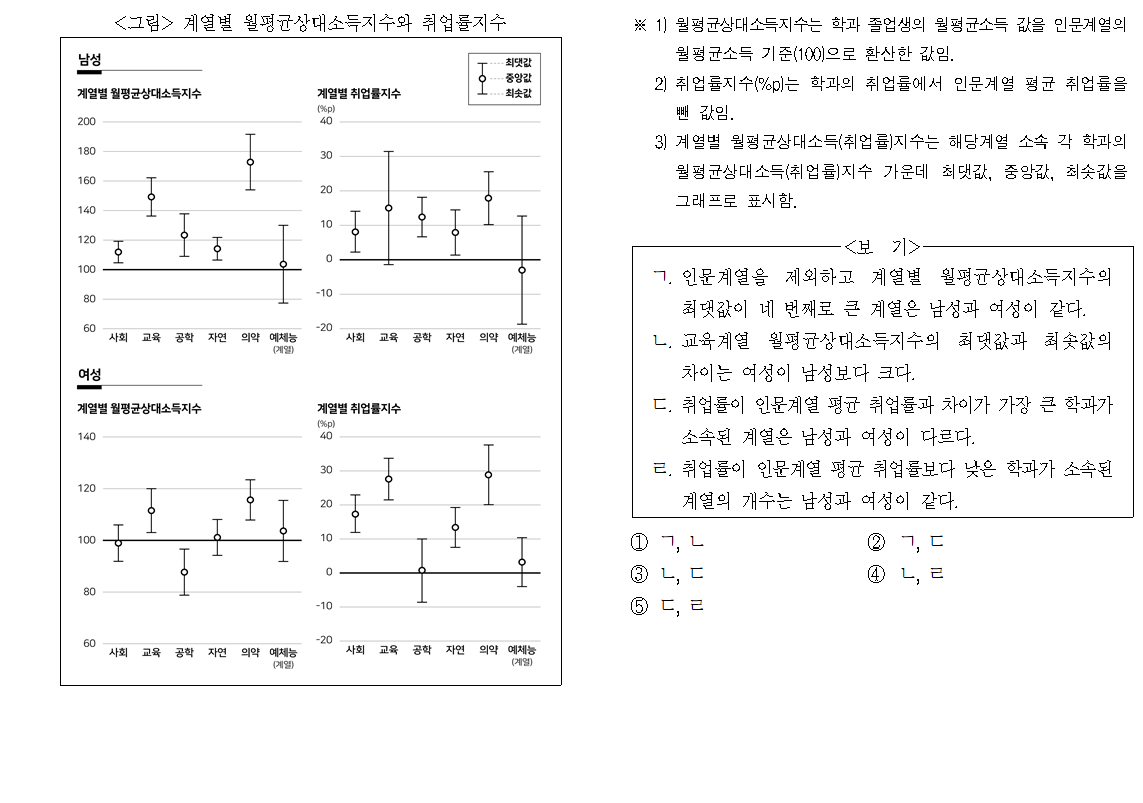 <그림> 계열별 월평균상대소득지수와 취업률지수
남성
최댓값
중앙값
최솟값
계열별 월평균상대소득지수
200
180
160
140
120
100
80
60
사회 교육 공학 자연 의약 예체능
(계열)
계열별 취업률지수
(%p)
40
30
20
10
0
-10
-20
사회 교육 공학 자연 의약 예체능
(계열)
여성
계열별 월평균상대소득지수
140
120
100
80
60
사회 교육 공학 자연 의약 예체능
(계열)
계열별 취업률지수
(%p)
40
30
20
10
0
-10
-20
사회 교육 공학 자연 의약 예체능
(계열)
※ 1) 월평균상대소득지수는 학과 졸업생의 월평균소득 값을 인문계열의
월평균소득 기준(100)으로 환산한 값임.
2) 취업률지수(%p)는 학과의 취업률에서 인문계열 평균 취업률을
뺀 값임.
3) 계열별 월평균상대소득(취업률)지수는 해당계열 소속 각 학과의
월평균상대소득(취업률)지수 가운데 최댓값, 중앙값, 최솟값을
그래프로 표시함.
<보 기>
ㄱ. 인문계열을 제외하고 계열별 월평균상대소득지수의
최댓값이 네 번째로 큰 계열은 남성과 여성이 같다.
ㄴ. 교육계열 월평균상대소득지수의 최댓값과 최솟값의
차이는 여성이 남성보다 크다.
ㄷ. 취업률이 인문계열 평균 취업률과 차이가 가장 큰 학과가
소속된 계열은 남성과 여성이 다르다.
ㄹ. 취업률이 인문계열 평균 취업률보다 낮은 학과가 소속된
계열의 개수는 남성과 여성이 같다.
① ㄱ, ㄴ ② ㄱ, ㄷ
③ ㄴ, ㄷ ④ ㄴ, ㄹ
⑤ ㄷ, ㄹ